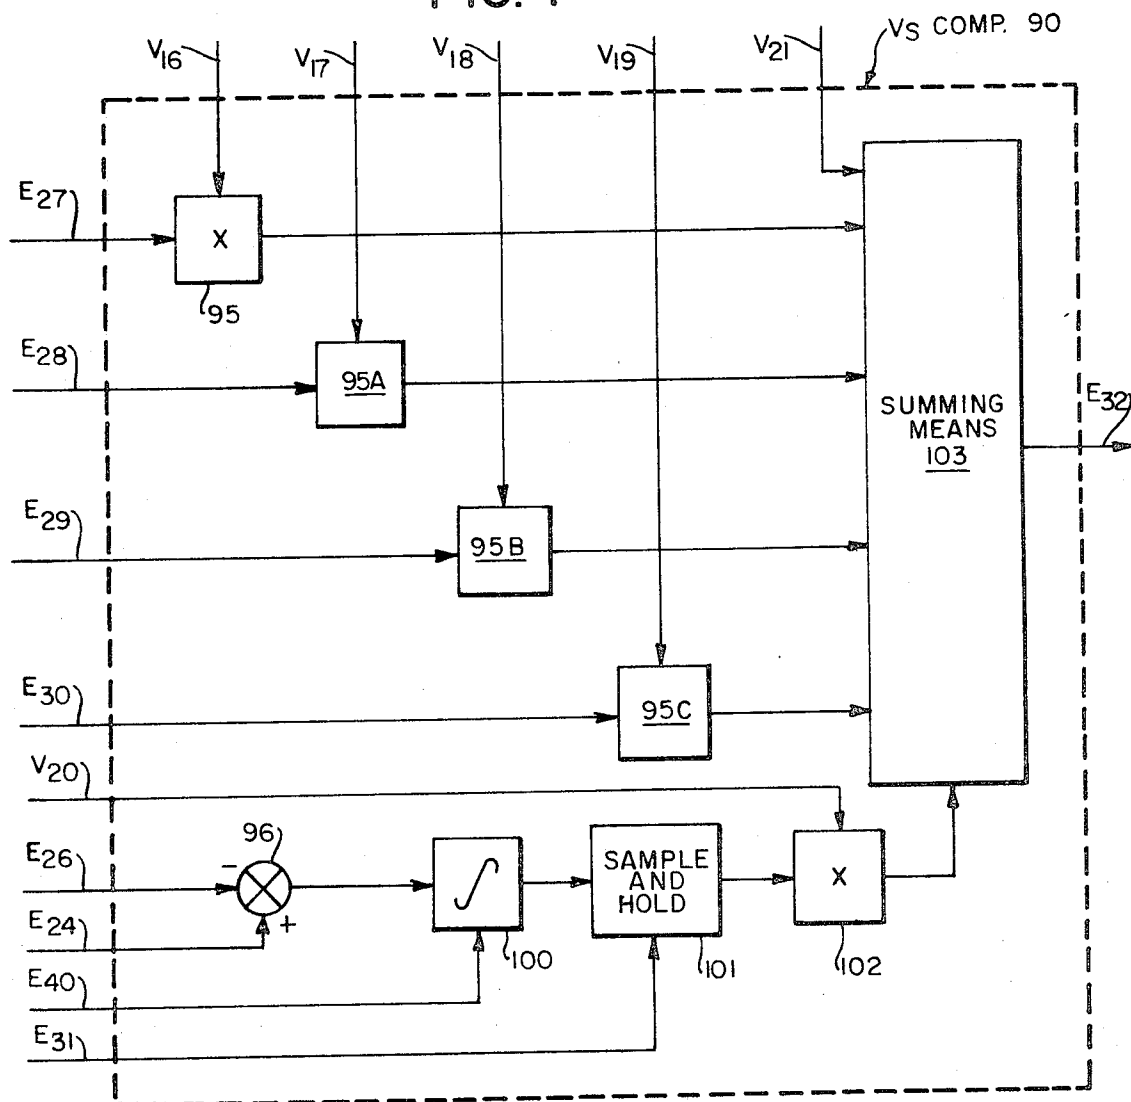 V16
V17
V18
V19
V21
VS COMP. 90
E27
X
95
E28
95A
SUMMING
MEANS
103
E32
E29
95B
E30
95C
V20
E26
-
96
+
E24
∫
100
SAMPLE
AND
HOLD
101
X
102
E40
E31